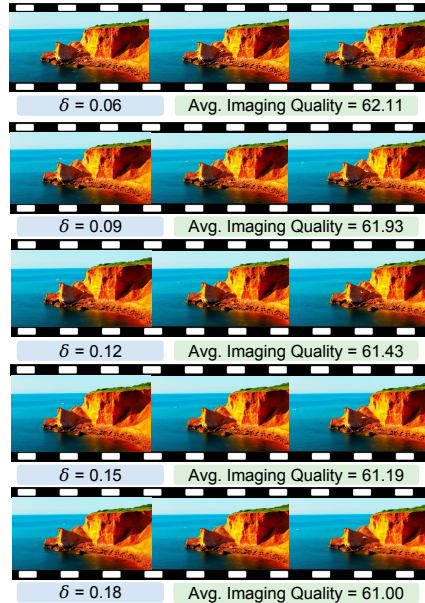 δ = 0.06 Avg. Imaging Quality = 62.11
δ = 0.09 Avg. Imaging Quality = 61.93
δ = 0.12 Avg. Imaging Quality = 61.43
δ = 0.15 Avg. Imaging Quality = 61.19
δ = 0.18 Avg. Imaging Quality = 61.00